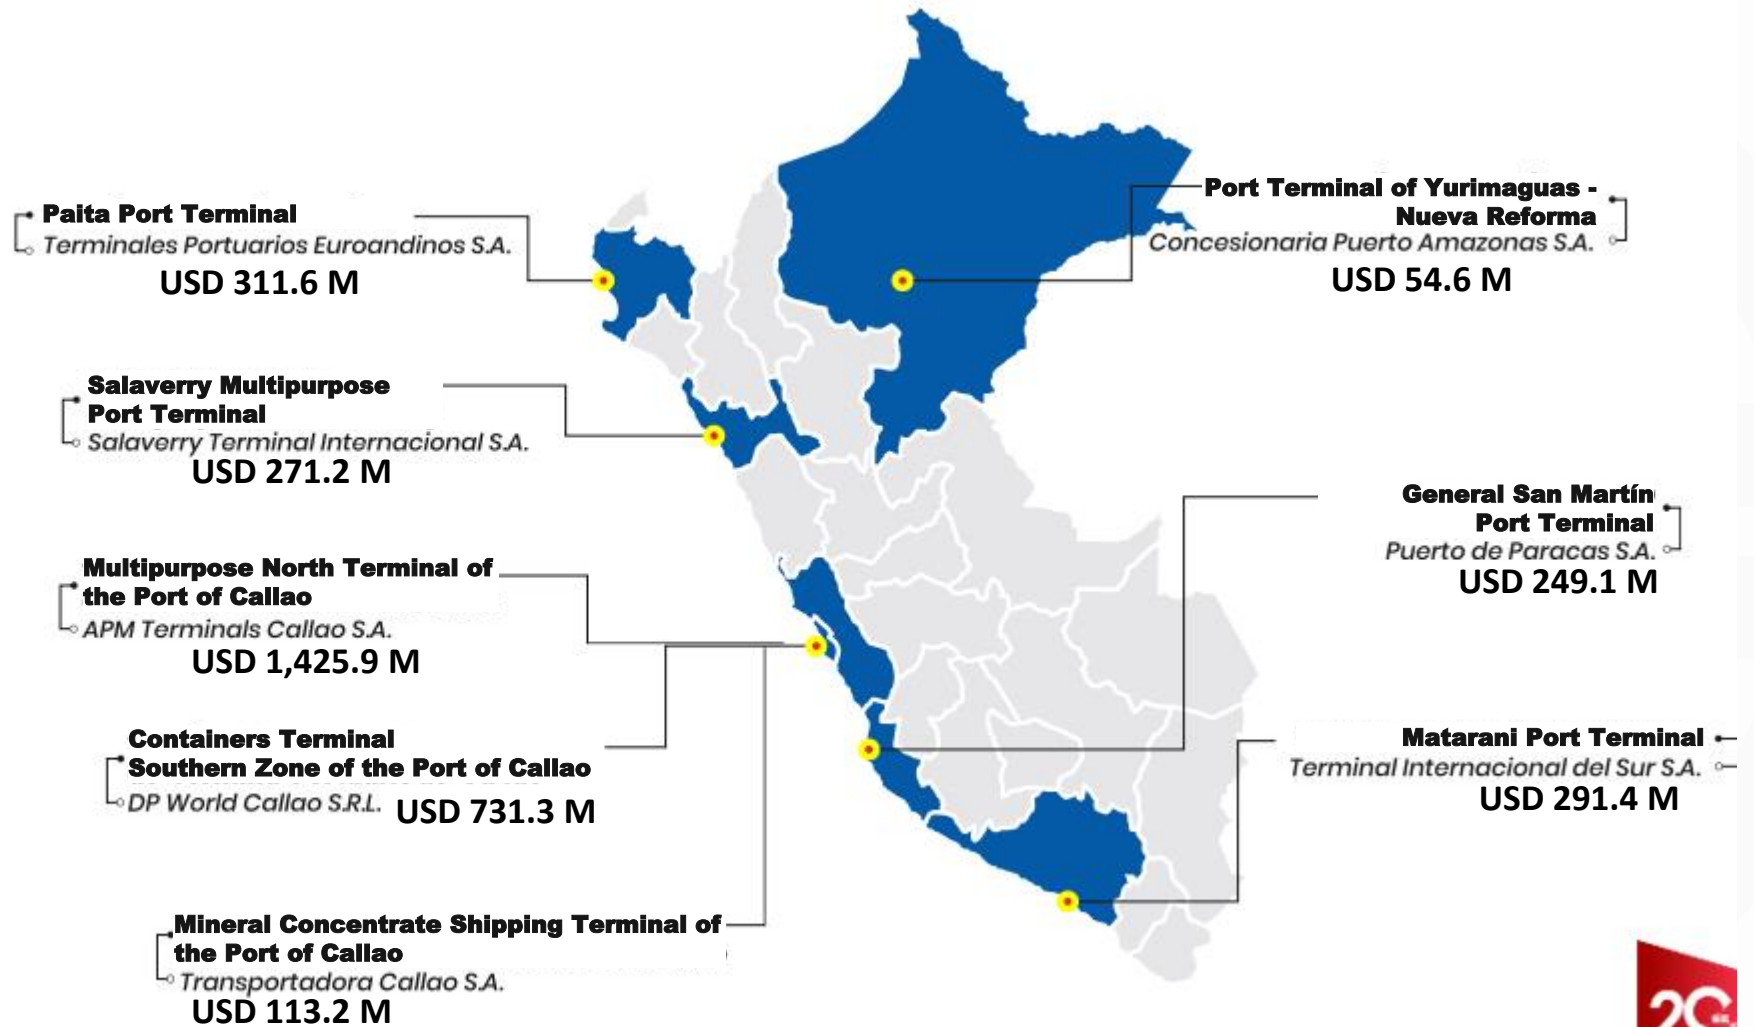 Paita Port Terminal
Terminales Portuarios Euroandinos S.A.
USD 311.6 M
Salaverry Multipurpose
Port Terminal
Salaverry Terminal Internacional S.A.
USD 271.2 M
Multipurpose North Terminal of
the Port of Callao
APM Terminals Callao S.A.
USD 1,425.9 M
Containers Terminal
Southern Zone of the Port of Callao
DP World Callao S.R.L. USD 731.3 M
Mineral Concentrate Shipping Terminal of
the Port of Callao
Transportadora Callao S.A.
USD 113.2 M
Port Terminal of Yurimaguas -
Nueva Reforma
Concesionaria Puerto Amazonas S.A.
USD 54.6 M
General San Martín
Port Terminal
Puerto de Paracas S.A.
USD 249.1 M
Matarani Port Terminal
Terminal Internacional del Sur S.A.
USD 291.4 M